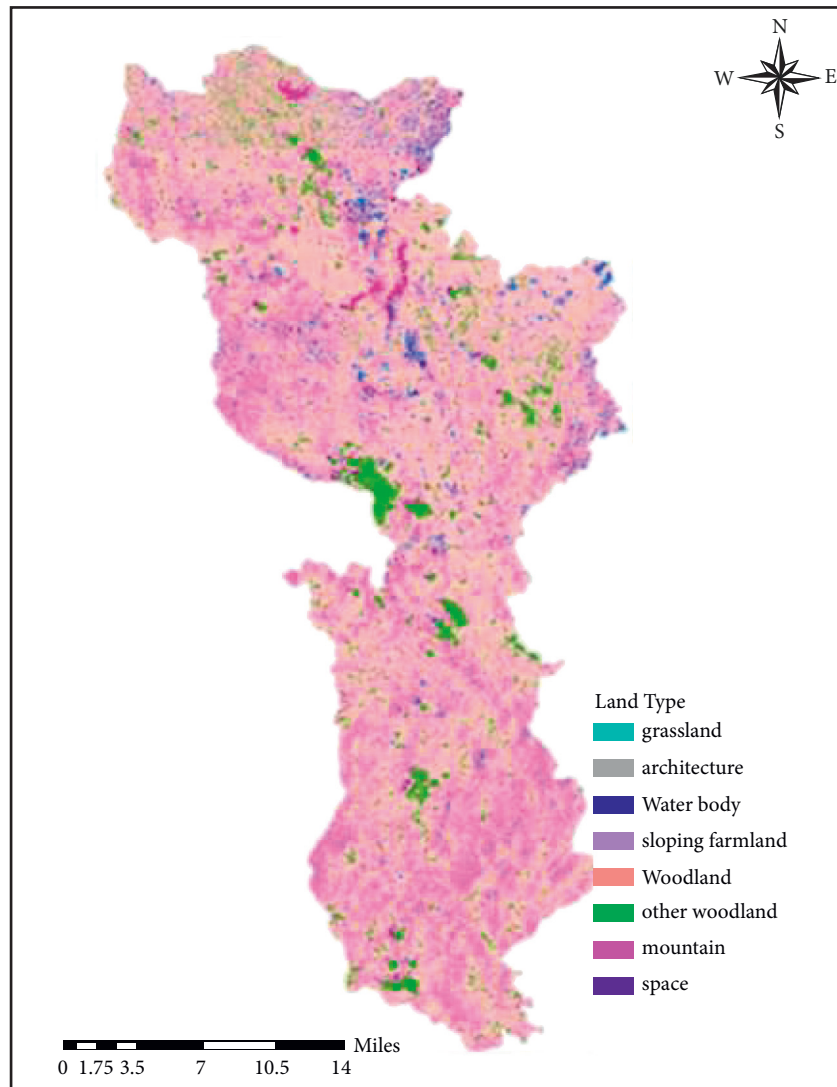 N
W E
S
Land Type
grassland
architecture
Water body
sloping farmland
Woodland
other woodland
mountain
space
Miles
0 1.75 3.5 7 10.5 14